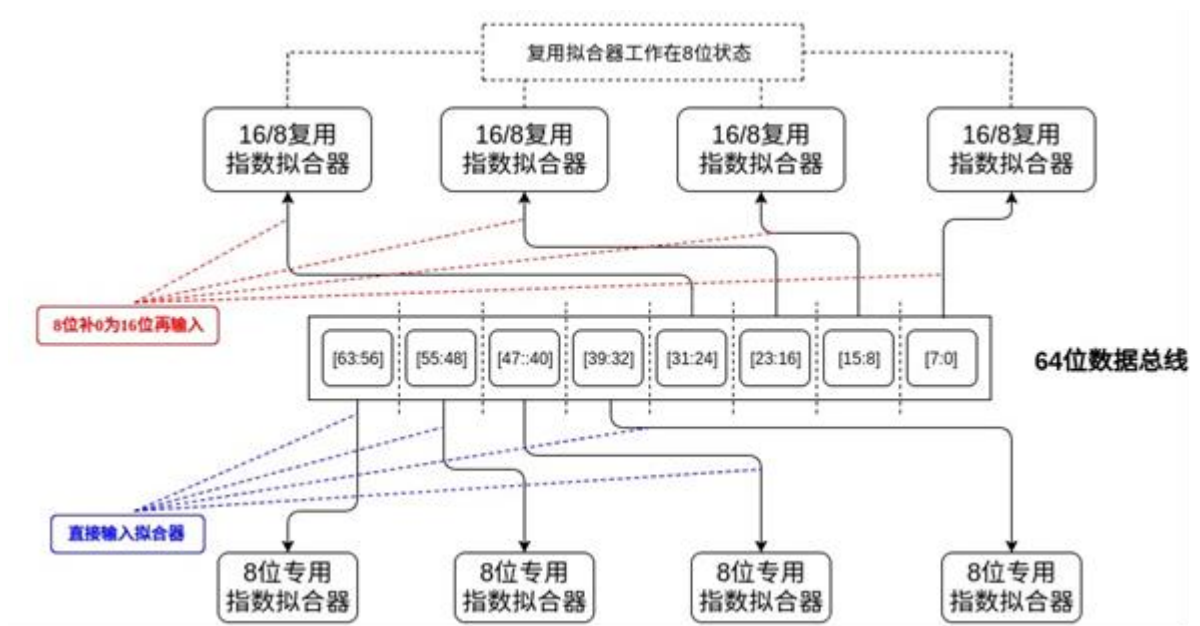 复用拟合器工作在8位状态
16/8复用
指数拟合器
16/8复用
指数拟合器
16/8复用
指数拟合器
16/8复用
指数拟合器
8位补0为16位再输入
[63:56]
[55:48]
[47::40]
[39:32]
[31:24]
[23:16]
[15:8]
[7:0]
64位数据总线
直接输入拟合器
8位专用
指数拟合器
8位专用
指数拟合器
8位专用
指数拟合器
8位专用
指数拟合器